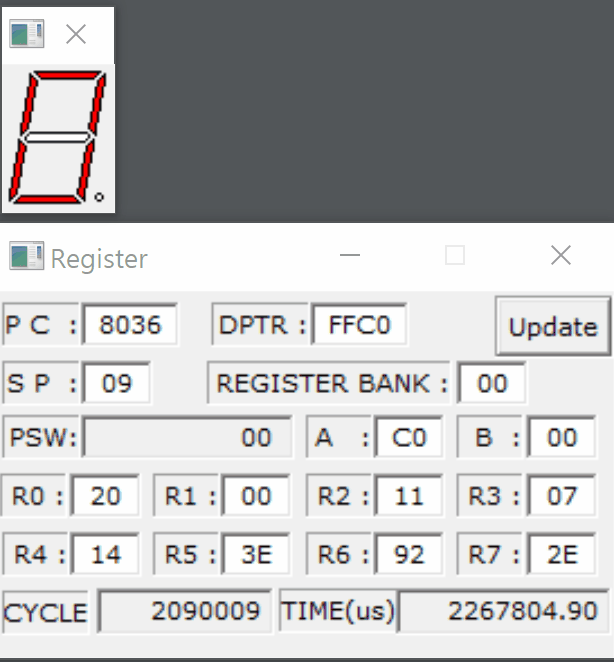 0
Register
P C : 8036 DPTR : FFC0 Update
S P : 09 REGISTER BANK : 00
PSW: 00 A : C0 B : 00
R0 : 20 R1 : 00 R2 : 11 R3 : 07
R4 : 14 R5 : 3E R6 : 92 R7 : 2E
CYCLE 2090009 TIME(us) 2267804.90